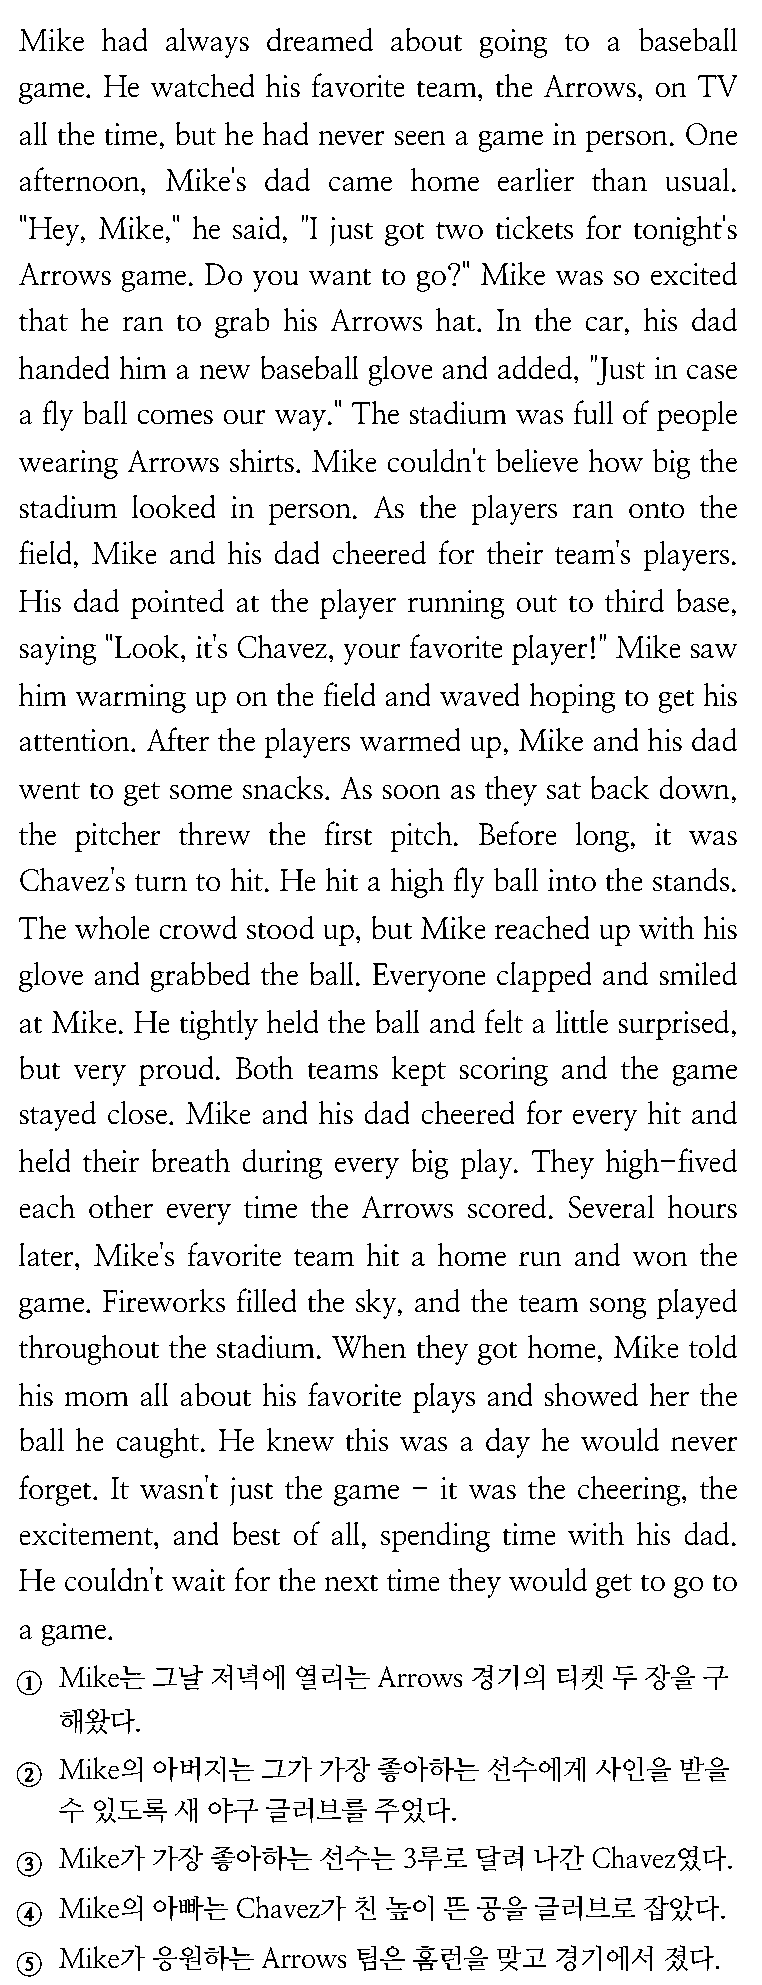 Mike had always dreamed about going to a baseball
game. He watched his favorite team, the Arrows, on TV
all the time, but he had never seen a game in person. One
afternoon, Mike's dad came home earlier than usual.
"Hey, Mike," he said, "I just got two tickets for tonight's
Arrows game. Do you want to go?" Mike was so excited
that he ran to grab his Arrows hat. In the car, his dad
handed him a new baseball glove and added, "Just in case
a fly ball comes our way." The stadium was full of people
wearing Arrows shirts. Mike couldn't believe how big the
stadium looked in person. As the players ran onto the
field, Mike and his dad cheered for their team's players.
His dad pointed at the player running out to third base,
saying "Look, it's Chavez, your favorite player!" Mike saw
him warming up on the field and waved hoping to get his
attention. After the players warmed up, Mike and his dad
went to get some snacks. As soon as they sat back down,
the pitcher threw the first pitch. Before long, it was
Chavez's turn to hit. He hit a high fly ball into the stands.
The whole crowd stood up, but Mike reached up with his
glove and grabbed the ball. Everyone clapped and smiled
at Mike. He tightly held the ball and felt a little surprised,
but very proud. Both teams kept scoring and the game
stayed close. Mike and his dad cheered for every hit and
held their breath during every big play. They high-fived
each other every time the Arrows scored. Several hours
later, Mike's favorite team hit a home run and won the
game. Fireworks filled the sky, and the team song played
throughout the stadium. When they got home, Mike told
his mom all about his favorite plays and showed her the
ball he caught. He knew this was a day he would never
forget. It wasn't just the game - it was the cheering, the
excitement, and best of all, spending time with his dad.
He couldn't wait for the next time they would get to go to
a game.
① Mike는 그날 저녁에 열리는 Arrows 경기의 티켓 두 장을 구
해왔다.
② Mike의 아버지는 그가 가장 좋아하는 선수에게 사인을 받을
수 있도록 새 야구 글러브를 주었다.
③ Mike가 가장 좋아하는 선수는 3루로 달려 나간 Chavez였다.
④ Mike의 아빠는 Chavez가 친 높이 뜬 공을 글러브로 잡았다.
⑤ Mike가 응원하는 Arrows 팀은 홈런을 맞고 경기에서 졌다.